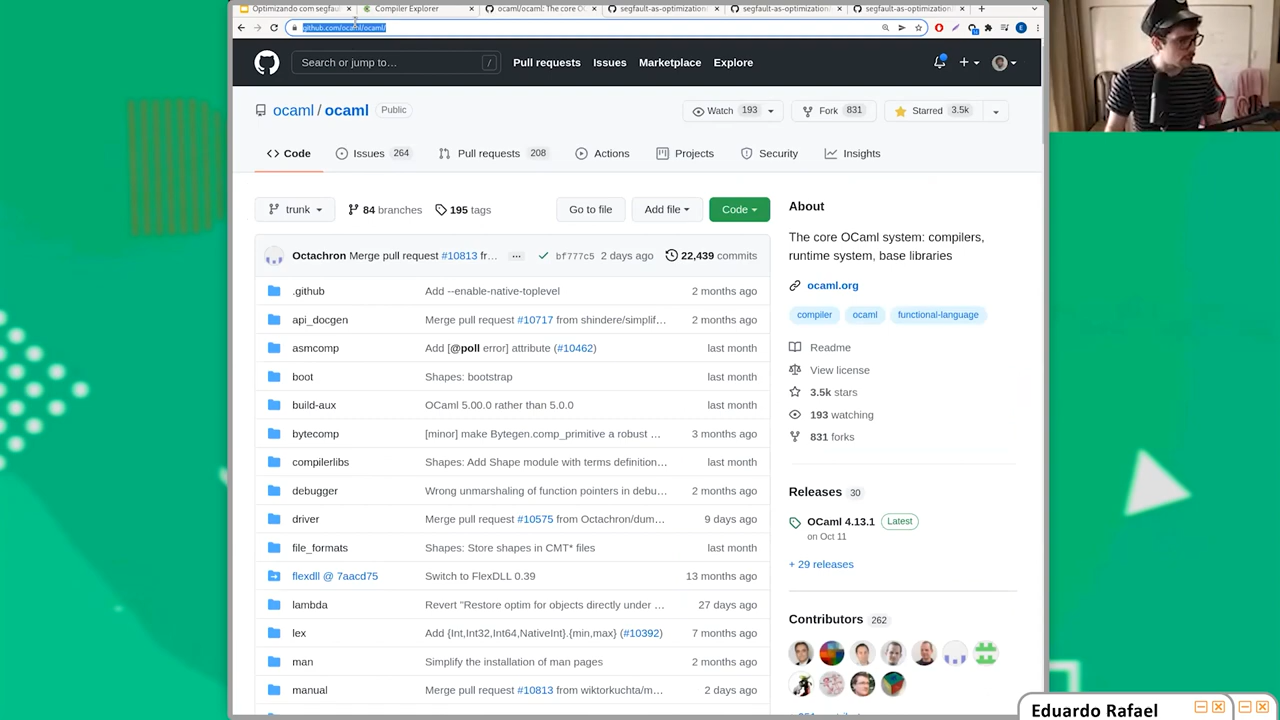 Optimizando com segfaul
Compiler Explorer
ocaml/ocaml: The core O
segfault-as-optimization
segfault-as-optimization
segfault-as-optimization
github.com/ocaml/ocaml/
Search or jump to…
/
Pull requests
Issues
Marketplace
Explore
ocaml / ocaml
Public
Watch 193
Fork 831
Starred 3.5k
Code
Issues 264
Pull requests 208
Actions
Projects
Security
Insights
trunk
84 branches
195 tags
Go to file
Add file
Code
Octachron Merge pull request #10813 fr… ... bf777c5 2 days ago 22,439 commits
.github Add --enable-native-toplevel 2 months ago
api_docgen Merge pull request #10717 from shindere/simplif… 2 months ago
asmcomp Add [@poll error] attribute (#10462) last month
boot Shapes: bootstrap last month
build-aux OCaml 5.00.0 rather than 5.0.0 last month
bytecomp [minor] make Bytegen.comp_primitive a robust … 3 months ago
compilerlibs Shapes: Add Shape module with terms definition… last month
debugger Wrong unmarshaling of function pointers in debu… 2 months ago
driver Merge pull request #10575 from Octachron/dum… 9 days ago
file_formats Shapes: Store shapes in CMT* files last month
flexdll @ 7aacd75 Switch to FlexDLL 0.39 13 months ago
lambda Revert "Restore optim for objects directly under … 27 days ago
lex Add {Int,Int32,Int64,NativeInt}.{min,max} (#10392) 7 months ago
man Simplify the installation of man pages 2 months ago
manual Merge pull request #10813 from wiktorkuchta/m… 2 days ago
About
The core OCaml system: compilers,
runtime system, base libraries
ocaml.org
compiler
ocaml
functional-language
Readme
View license
3.5k stars
193 watching
831 forks
Releases 30
OCaml 4.13.1 Latest
on Oct 11
+ 29 releases
Contributors 262
Eduardo Rafael